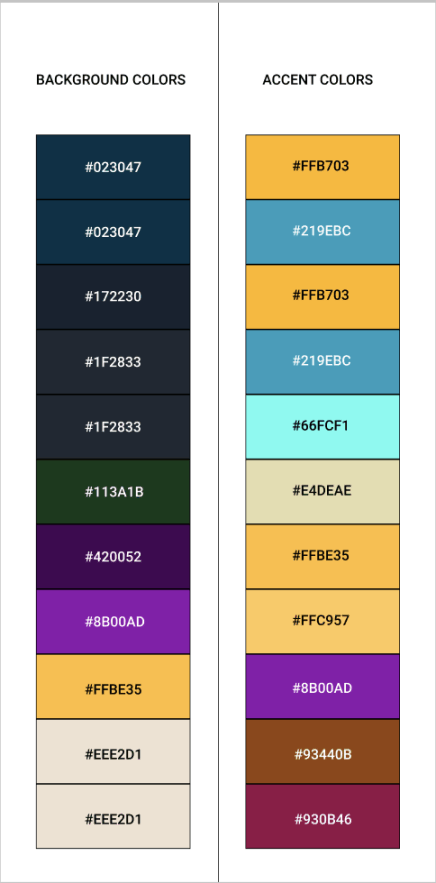 BACKGROUND COLORS
ACCENT COLORS
#023047
#FFB703
#023047
#219EBC
#172230
#FFB703
#1F2833
#219EBC
#1F2833
#66FCF1
#113A1B
#E4DEAE
#420052
#FFBE35
#8B00AD
#FFC957
#FFBE35
#8B00AD
#EEE2D1
#93440B
#EEE2D1
#930B46